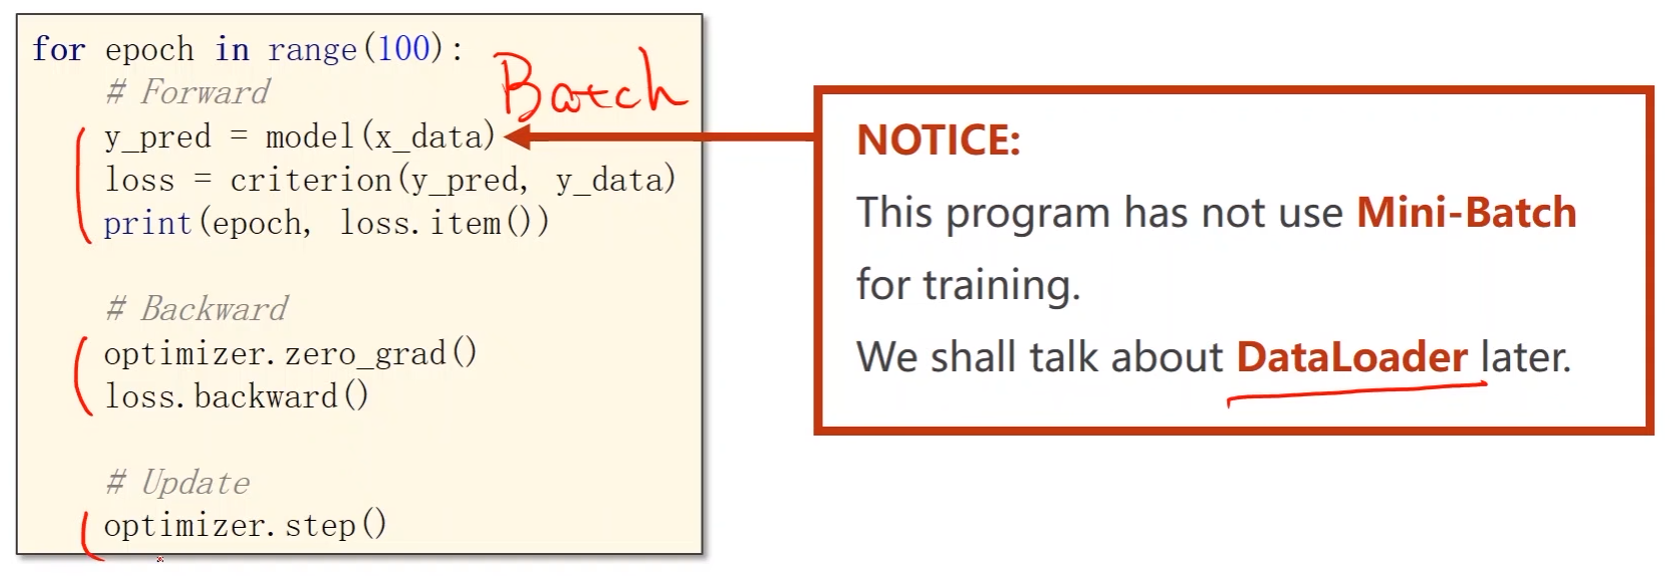 for epoch in range(100):
# Forward
Batch
y_pred = model(x_data)
loss = criterion(y_pred, y_data)
print(epoch, loss.item())
# Backward
optimizer.zero_grad()
loss.backward()
# Update
optimizer.step()
NOTICE:
This program has not use Mini-Batch
for training.
We shall talk about DataLoader later.